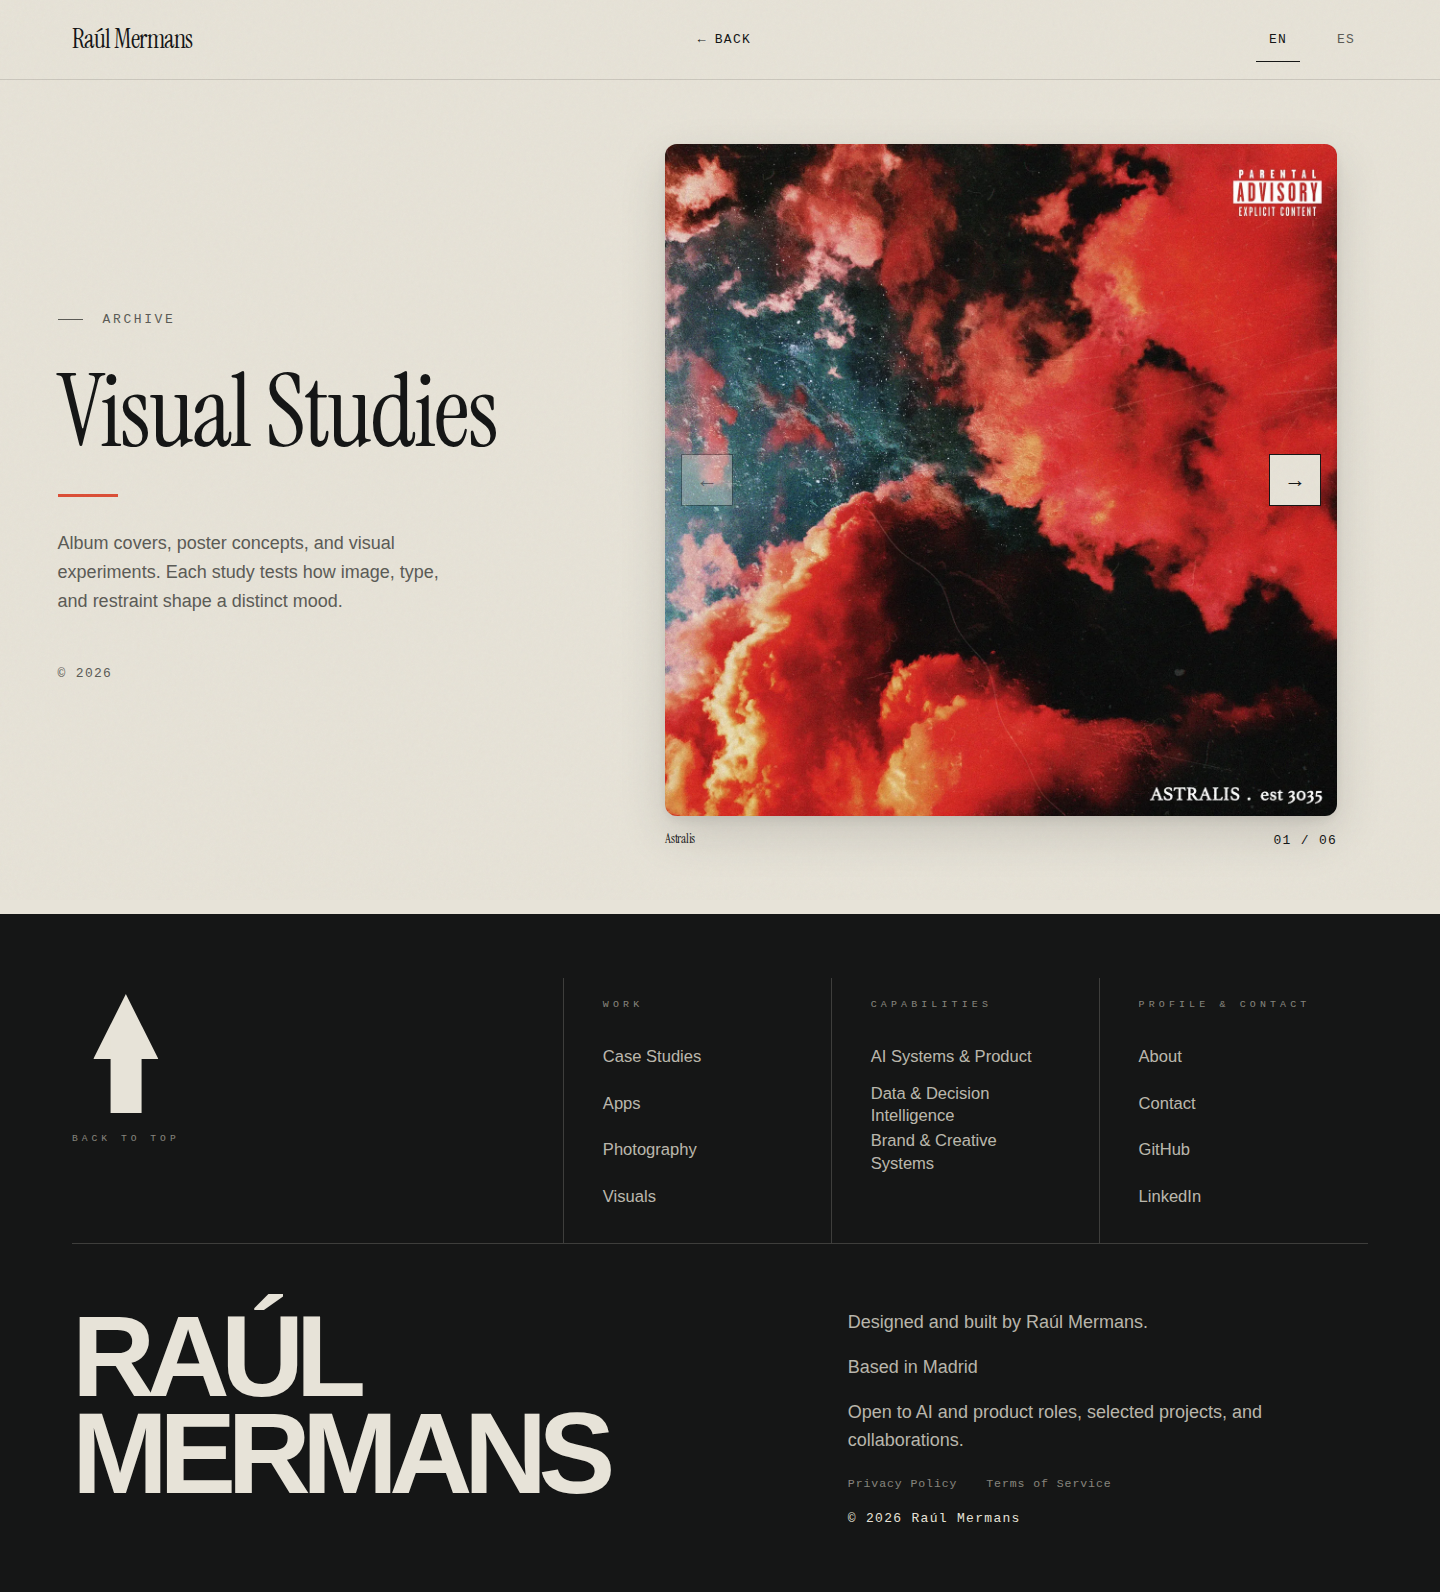 Raúl Mermans
← BACK
EN
ES
ARCHIVE
Visual Studies
Album covers, poster concepts, and visual
experiments. Each study tests how image, type,
and restraint shape a distinct mood.
© 2026
PARENTAL
ADVISORY
EXPLICIT CONTENT
←
→
ASTRALIS . est 3035
Astralis
01 / 06
BACK TO TOP
WORK
Case Studies
Apps
Photography
Visuals
CAPABILITIES
AI Systems & Product
Data & Decision
Intelligence
Brand & Creative
Systems
PROFILE & CONTACT
About
Contact
GitHub
LinkedIn
RAÚL
MERMANS
Designed and built by Raúl Mermans.
Based in Madrid
Open to AI and product roles, selected projects, and
collaborations.
Privacy Policy
Terms of Service
© 2026 Raúl Mermans